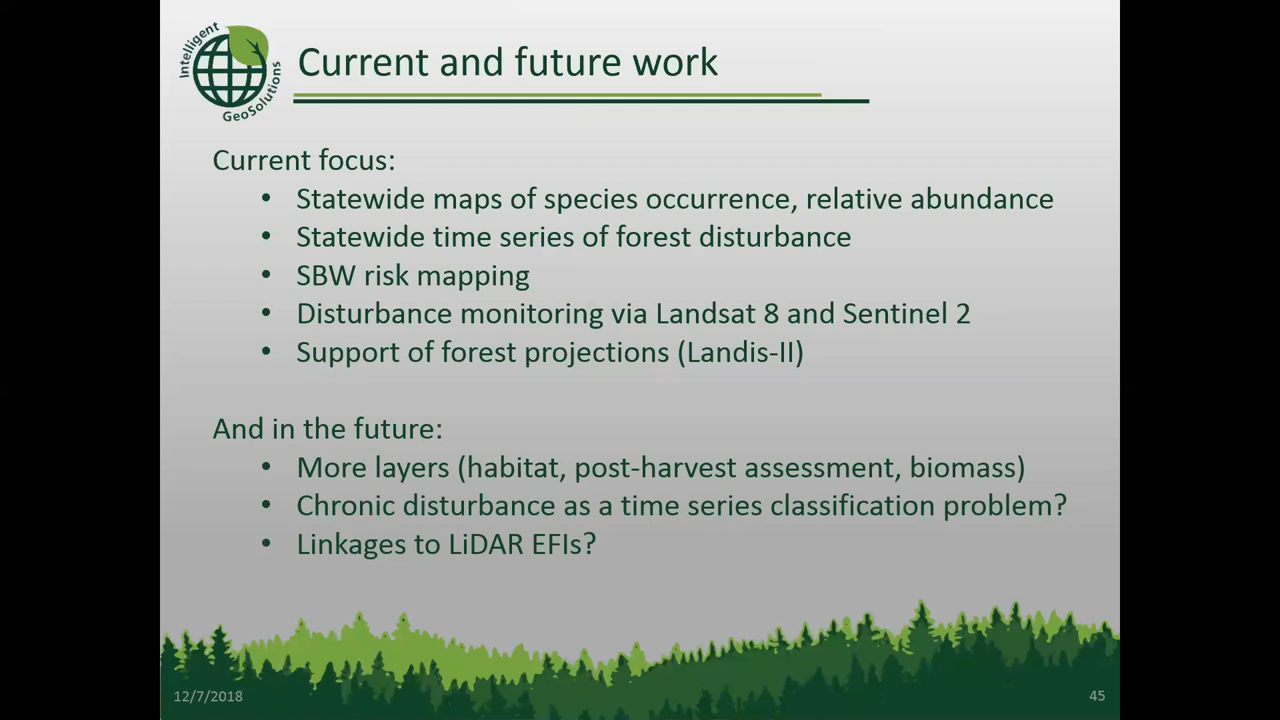 Intelligent
GeoSolutions
Current and future work
Current focus:
• Statewide maps of species occurrence, relative abundance
• Statewide time series of forest disturbance
• SBW risk mapping
• Disturbance monitoring via Landsat 8 and Sentinel 2
• Support of forest projections (Landis-II)
And in the future:
• More layers (habitat, post-harvest assessment, biomass)
• Chronic disturbance as a time series classification problem?
• Linkages to LiDAR EFIs?
12/7/2018
45